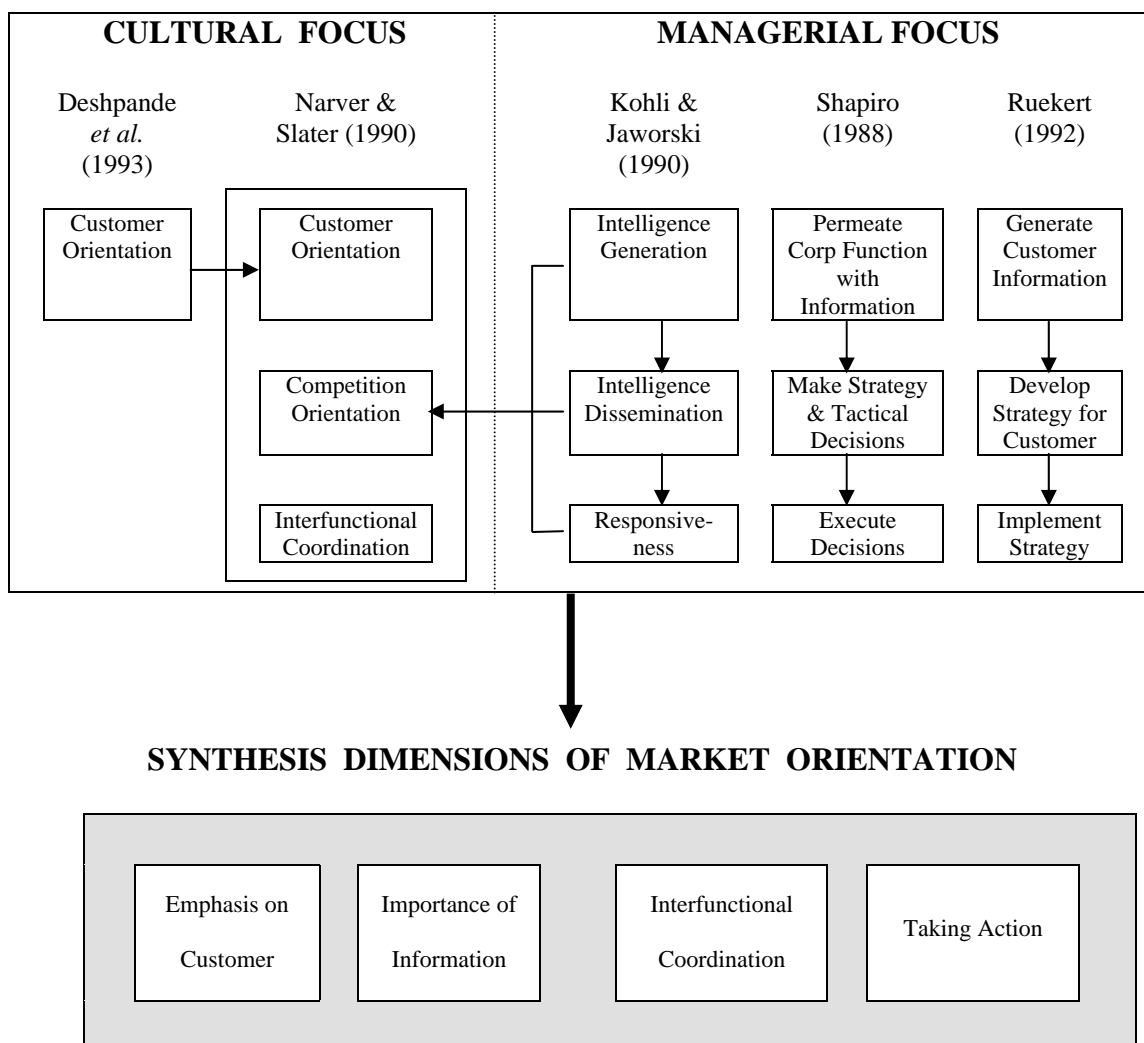 CULTURAL FOCUS
MANAGERIAL FOCUS
Deshpande
et al.
(1993)
Narver &
Slater (1990)
Kohli &
Jaworski
(1990)
Shapiro
(1988)
Ruekert
(1992)
Customer
Orientation
Customer
Orientation
Intelligence
Generation
Permeate
Corp Function
with
Information
Generate
Customer
Information
Competition
Orientation
Intelligence
Dissemination
Make Strategy
& Tactical
Decisions
Develop
Strategy for
Customer
Interfunctional
Coordination
Responsive-
ness
Execute
Decisions
Implement
Strategy
SYNTHESIS DIMENSIONS OF MARKET ORIENTATION
Emphasis on
Customer
Importance of
Information
Interfunctional
Coordination
Taking Action